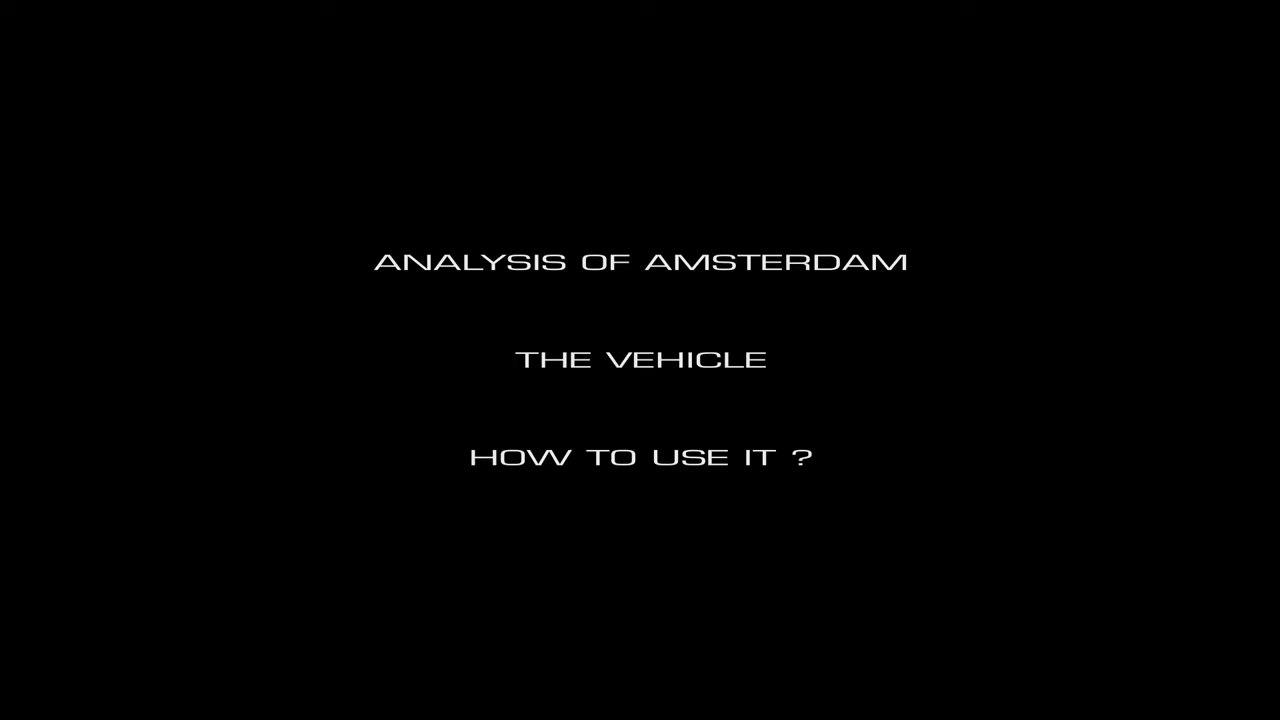 ANALYSIS OF AMSTERDAM
THE VEHICLE
HOW TO USE IT ?